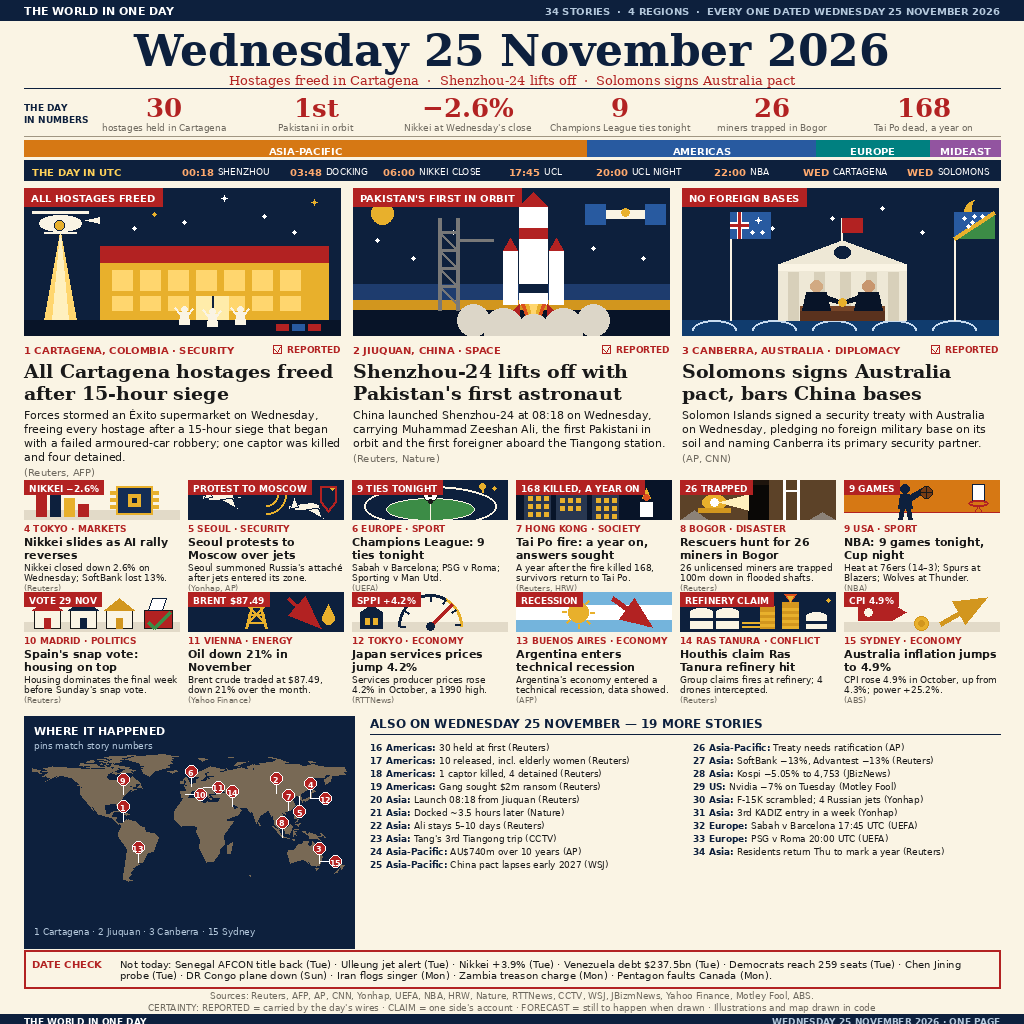 THE WORLD IN ONE DAY
34 STORIES · 4 REGIONS · EVERY ONE DATED WEDNESDAY 25 NOVEMBER 2026
Wednesday 25 November 2026
Hostages freed in Cartagena · Shenzhou-24 lifts off · Solomons signs Australia pact
THE DAY
IN NUMBERS
30
hostages held in Cartagena
1st
Pakistani in orbit
−2.6%
Nikkei at Wednesday's close
9
Champions League ties tonight
26
miners trapped in Bogor
168
Tai Po dead, a year on
ASIA-PACIFIC
AMERICAS
EUROPE
MIDEAST
THE DAY IN UTC
00:18 SHENZHOU
03:48 DOCKING
06:00 NIKKEI CLOSE
17:45 UCL
20:00 UCL NIGHT
22:00 NBA
WED CARTAGENA
WED SOLOMONS
ALL HOSTAGES FREED
1 CARTAGENA, COLOMBIA · SECURITY
☑ REPORTED
All Cartagena hostages freed
after 15-hour siege
Forces stormed an Éxito supermarket on Wednesday,
freeing every hostage after a 15-hour siege that began
with a failed armoured-car robbery; one captor was killed
and four detained.
(Reuters, AFP)
PAKISTAN'S FIRST IN ORBIT
2 JIUQUAN, CHINA · SPACE
☑ REPORTED
Shenzhou-24 lifts off with
Pakistan's first astronaut
China launched Shenzhou-24 at 08:18 on Wednesday,
carrying Muhammad Zeeshan Ali, the first Pakistani in
orbit and the first foreigner aboard the Tiangong station.
(Reuters, Nature)
NO FOREIGN BASES
3 CANBERRA, AUSTRALIA · DIPLOMACY
☑ REPORTED
Solomons signs Australia
pact, bars China bases
Solomon Islands signed a security treaty with Australia
on Wednesday, pledging no foreign military base on its
soil and naming Canberra its primary security partner.
(AP, CNN)
NIKKEI −2.6%
4 TOKYO · MARKETS
Nikkei slides as AI rally
reverses
Nikkei closed down 2.6% on
Wednesday; SoftBank lost 13%.
(Reuters)
PROTEST TO MOSCOW
5 SEOUL · SECURITY
Seoul protests to
Moscow over jets
Seoul summoned Russia's attaché
after jets entered its zone.
(Yonhap, AP)
9 TIES TONIGHT
6 EUROPE · SPORT
Champions League: 9
ties tonight
Sabah v Barcelona; PSG v Roma;
Sporting v Man Utd.
(UEFA)
168 KILLED, A YEAR ON
7 HONG KONG · SOCIETY
Tai Po fire: a year on,
answers sought
A year after the fire killed 168,
survivors return to Tai Po.
(Reuters, HRW)
26 TRAPPED
8 BOGOR · DISASTER
Rescuers hunt for 26
miners in Bogor
26 unlicensed miners are trapped
100m down in flooded shafts.
(Reuters)
9 GAMES
9 USA · SPORT
NBA: 9 games tonight,
Cup night
Heat at 76ers (14–3); Spurs at
Blazers; Wolves at Thunder.
(NBA)
VOTE 29 NOV
10 MADRID · POLITICS
Spain's snap vote:
housing on top
Housing dominates the final week
before Sunday's snap vote.
(Reuters)
BRENT $87.49
11 VIENNA · ENERGY
Oil down 21% in
November
Brent crude traded at $87.49,
down 21% over the month.
(Yahoo Finance)
SPPI +4.2%
12 TOKYO · ECONOMY
Japan services prices
jump 4.2%
Services producer prices rose
4.2% in October, a 1990 high.
(RTTNews)
RECESSION
13 BUENOS AIRES · ECONOMY
Argentina enters
technical recession
Argentina's economy entered a
technical recession, data showed.
(AFP)
REFINERY CLAIM
14 RAS TANURA · CONFLICT
Houthis claim Ras
Tanura refinery hit
Group claims fires at refinery; 4
drones intercepted.
(Reuters)
CPI 4.9%
15 SYDNEY · ECONOMY
Australia inflation jumps
to 4.9%
CPI rose 4.9% in October, up from
4.3%; power +25.2%.
(ABS)
WHERE IT HAPPENED
pins match story numbers
9
6
10
11
14
2
4
7
12
1
5
8
13
3
15
1 Cartagena · 2 Jiuquan · 3 Canberra · 15 Sydney
ALSO ON WEDNESDAY 25 NOVEMBER — 19 MORE STORIES
16 Americas: 30 held at first (Reuters)
17 Americas: 10 released, incl. elderly women (Reuters)
18 Americas: 1 captor killed, 4 detained (Reuters)
19 Americas: Gang sought $2m ransom (Reuters)
20 Asia: Launch 08:18 from Jiuquan (Reuters)
21 Asia: Docked ~3.5 hours later (Nature)
22 Asia: Ali stays 5–10 days (Reuters)
23 Asia: Tang's 3rd Tiangong trip (CCTV)
24 Asia-Pacific: AU$740m over 10 years (AP)
25 Asia-Pacific: China pact lapses early 2027 (WSJ)
26 Asia-Pacific: Treaty needs ratification (AP)
27 Asia: SoftBank −13%, Advantest −13% (Reuters)
28 Asia: Kospi −5.05% to 4,753 (JBizNews)
29 US: Nvidia −7% on Tuesday (Motley Fool)
30 Asia: F-15K scrambled; 4 Russian jets (Yonhap)
31 Asia: 3rd KADIZ entry in a week (Yonhap)
32 Europe: Sabah v Barcelona 17:45 UTC (UEFA)
33 Europe: PSG v Roma 20:00 UTC (UEFA)
34 Asia: Residents return Thu to mark a year (Reuters)
DATE CHECK
Not today: Senegal AFCON title back (Tue) · Ulleung jet alert (Tue) · Nikkei +3.9% (Tue) · Venezuela debt $237.5bn (Tue) · Democrats reach 259 seats (Tue) · Chen Jining
probe (Tue) · DR Congo plane down (Sun) · Iran flogs singer (Mon) · Zambia treason charge (Mon) · Pentagon faults Canada (Mon).
Sources: Reuters, AFP, AP, CNN, Yonhap, UEFA, NBA, HRW, Nature, RTTNews, CCTV, WSJ, JBizmNews, Yahoo Finance, Motley Fool, ABS.
CERTAINTY: REPORTED = carried by the day's wires · CLAIM = one side's account · FORECAST = still to happen when drawn · Illustrations and map drawn in code
THE WORLD IN ONE DAY
WEDNESDAY 25 NOVEMBER 2026 · ONE PAGE